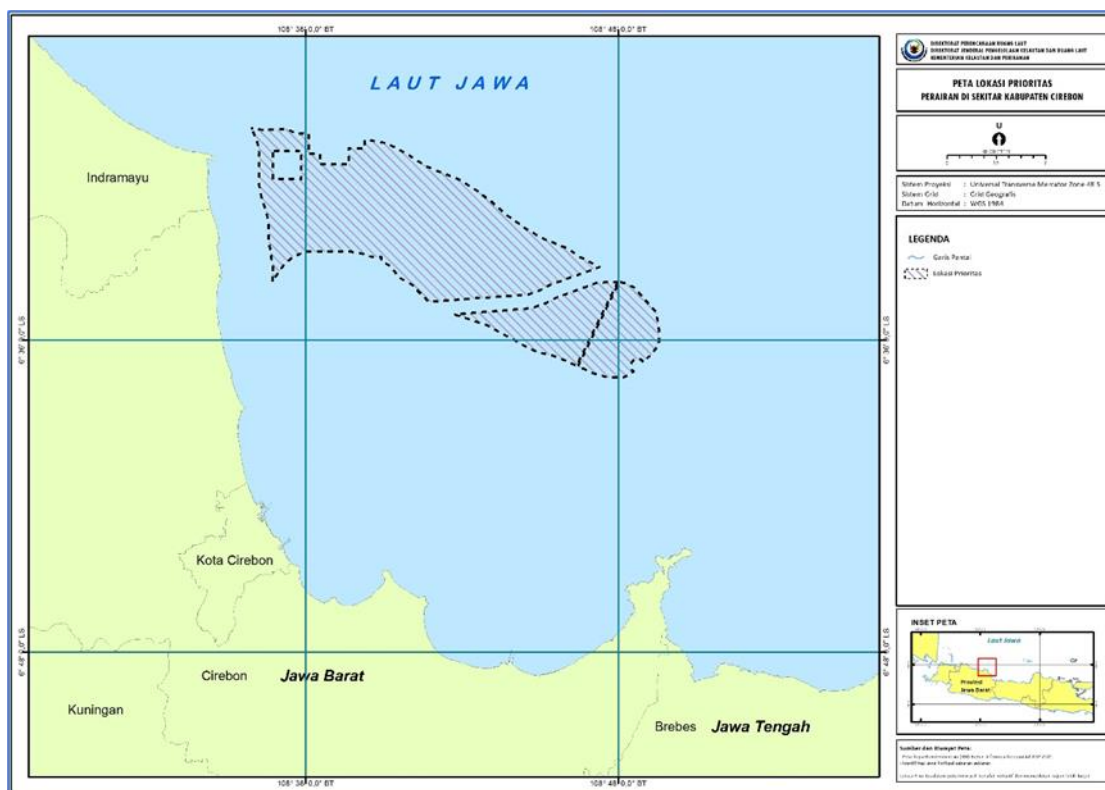 108° 36' 0,0" BT
108° 48' 0,0" BT
LAUT JAWA
Indramayu
6° 36' 0,0" LS
6° 36' 0,0" LS
Kota Cirebon
6° 48' 0,0" LS
6° 48' 0,0" LS
Cirebon
Jawa Barat
Kuningan
Brebes
Jawa Tengah
108° 36' 0,0" BT
108° 48' 0,0" BT
DIREKTORAT PERENCANAAN RUANG LAUT
DIREKTORAT JENDERAL PENGELOLAAN KELAUTAN DAN RUANG LAUT
KEMENTERIAN KELAUTAN DAN PERIKANAN
PETA LOKASI PRIORITAS
PERAIRAN DI SEKITAR KABUPATEN CIREBON
U
Sistem Proyeksi : Universal Transverse Mercator Zone 48 S
Sistem Grid : Grid Geografis
Datum Horizontal : WGS 1984
LEGENDA
Garis Pantai
Lokasi Prioritas
INSET PETA
Laut Jawa
Provinsi
Jawa Barat
Sumber dan Riwayat Peta: